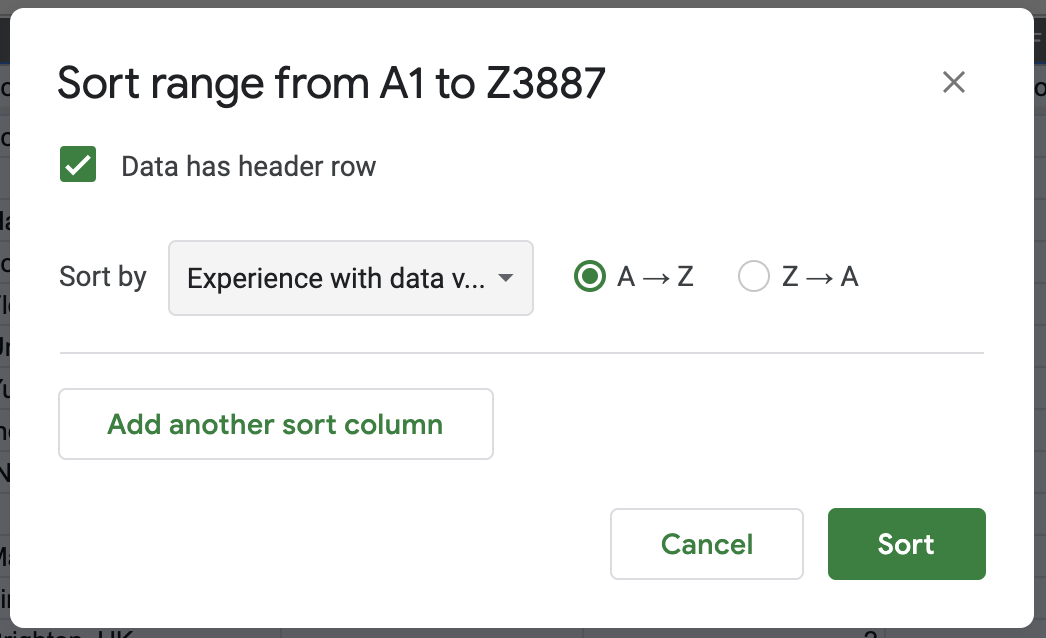 Sort range from A1 to Z3887
Data has header row
Sort by Experience with data v... A → Z Z → A
Add another sort column
Cancel Sort